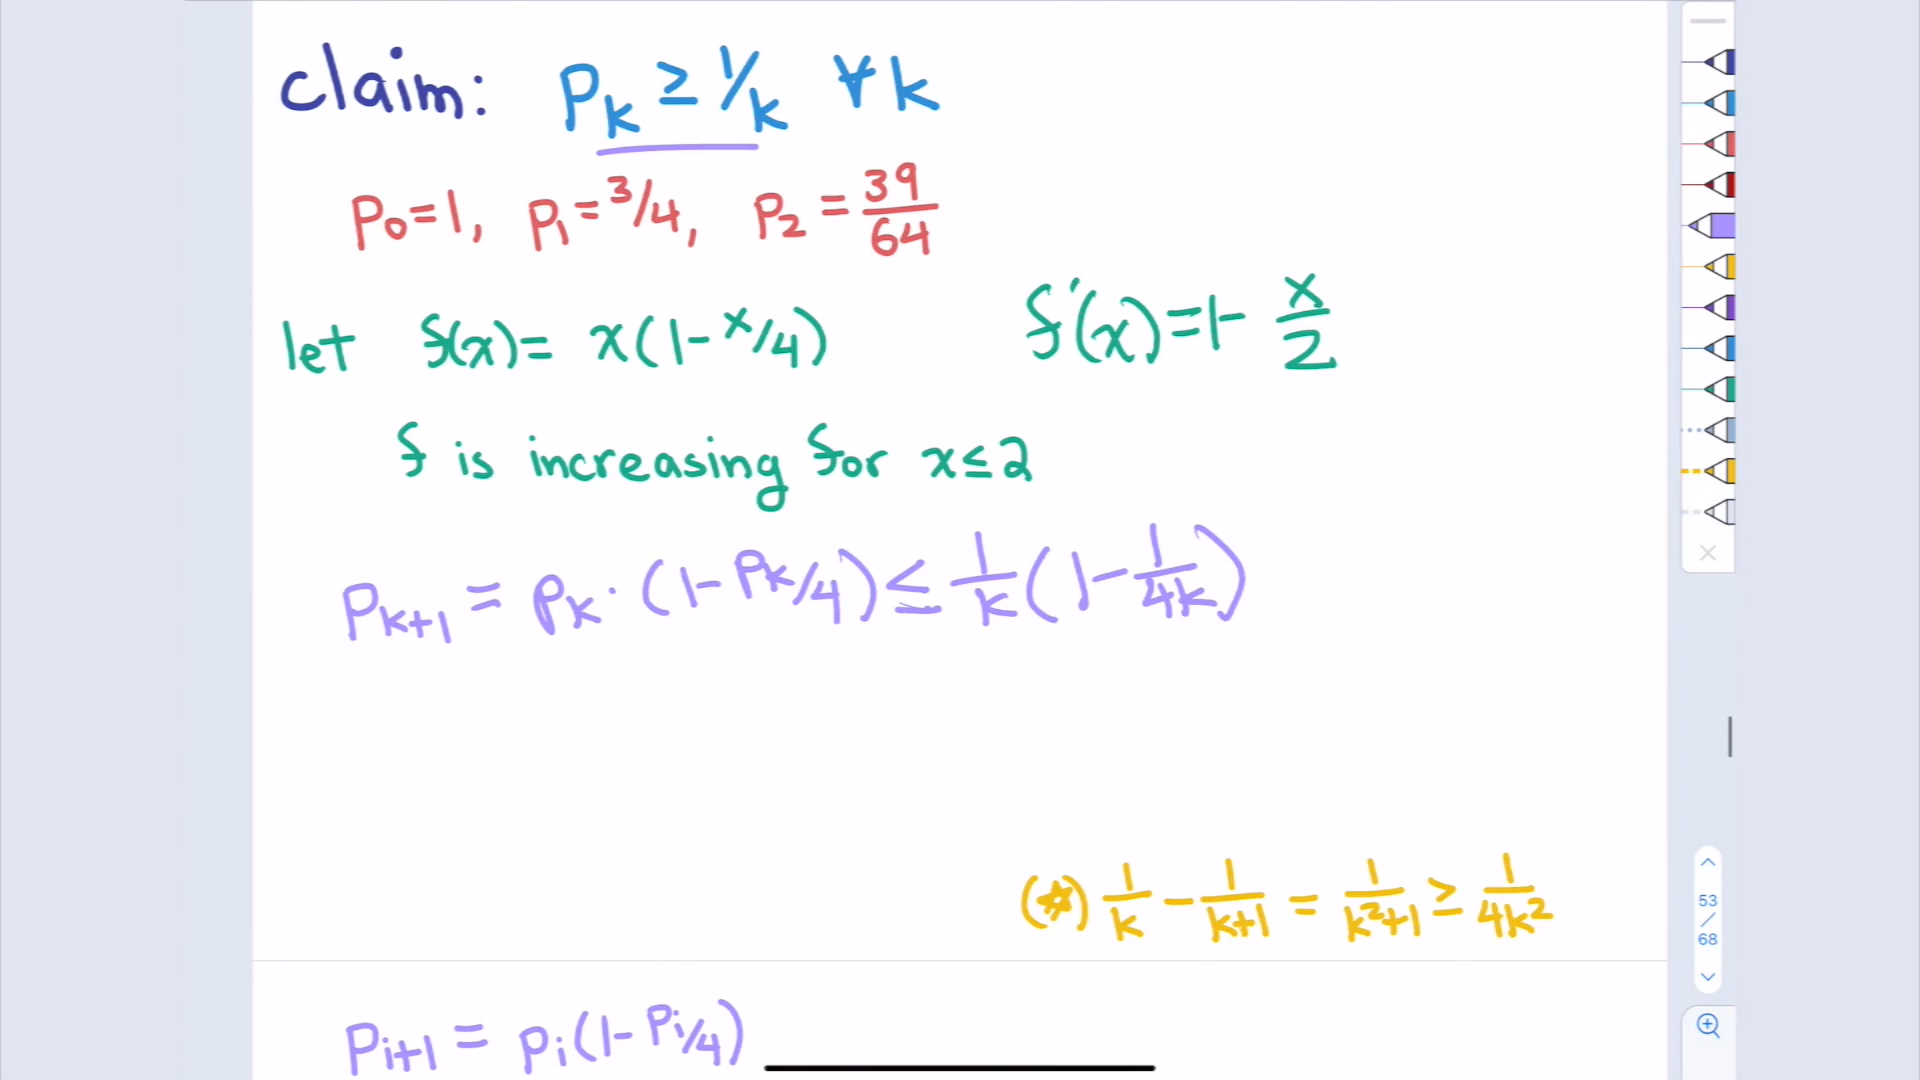 claim: pₖ ≥ 1/k ∀k
p₀=1, p₁=3/4, p₂ = 39/64
let f(x)= x(1-x/4) f'(x)=1- x/2
f is increasing for x≤2
pₖ₊₁ = pₖ·(1-pₖ/4) ≤ 1/k (1- 1/4k)
(☆) 1/k - 1/k+1 = 1/k²+1 ≥ 1/4k²
53
/
68
pᵢ₊₁ = pᵢ(1-pᵢ/4)